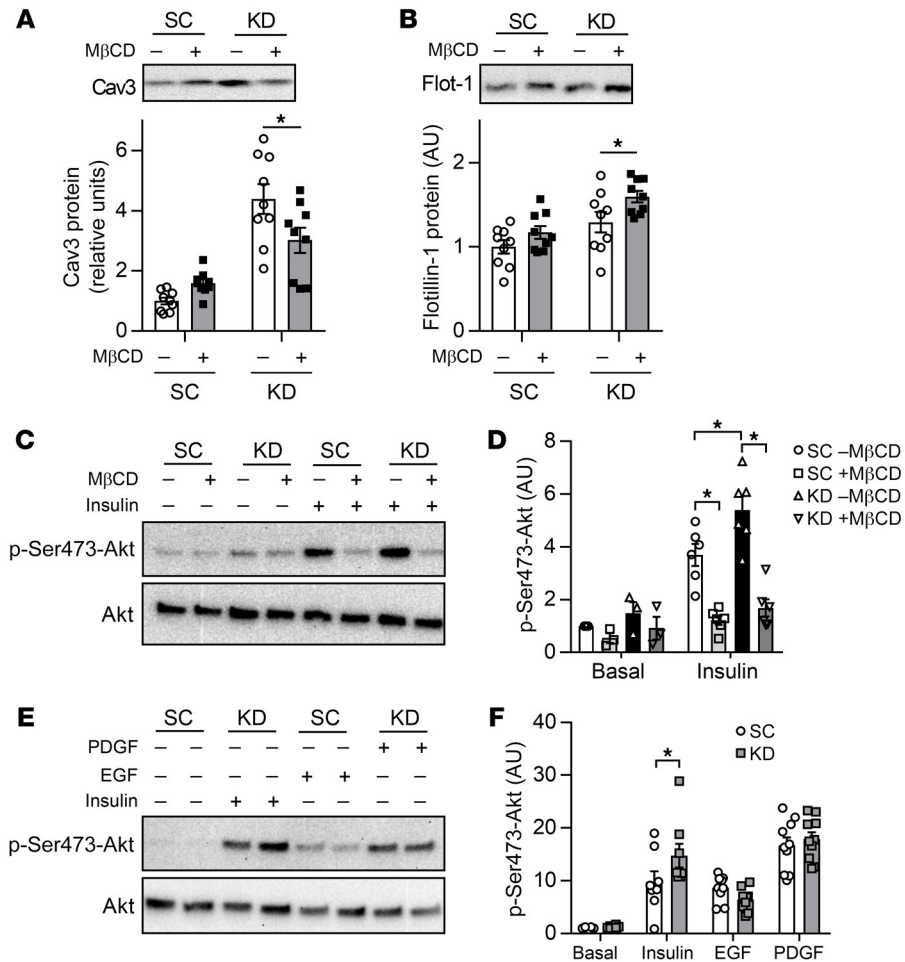 A
SC KD
MβCD – + – +
Cav3
Cav3 protein
(relative units)
6
4
2
0
*
MβCD – + – +
SC KD
B
SC KD
MβCD – + – +
Flot-1
Flotillin-1 protein (AU)
2
1
0
*
MβCD – + – +
SC KD
C
SC KD SC KD
MβCD – + – + – + – +
Insulin – – – – + + + +
p-Ser473-Akt
Akt
D
p-Ser473-Akt (AU)
8
6
4
2
0
* *
*
Basal Insulin
SC –MβCD
SC +MβCD
KD –MβCD
KD +MβCD
E
SC KD SC KD
PDGF – – – – – – + +
EGF – – – – + + – –
Insulin – – + + – – – –
p-Ser473-Akt
Akt
F
p-Ser473-Akt (AU)
40
30
20
10
0
*
SC
KD
Basal Insulin EGF PDGF